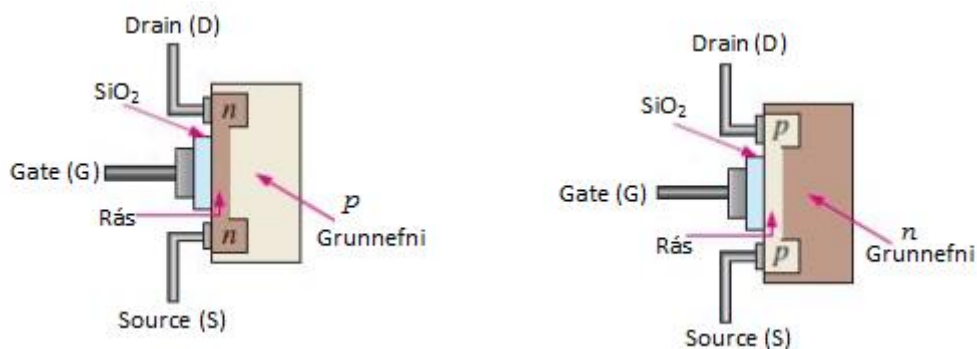 Drain (D)
SiO₂
n
Gate (G)
Rás
n
p
Grunnefni
Source (S)
Drain (D)
SiO₂
p
Gate (G)
Rás
p
n
Grunnefni
Source (S)